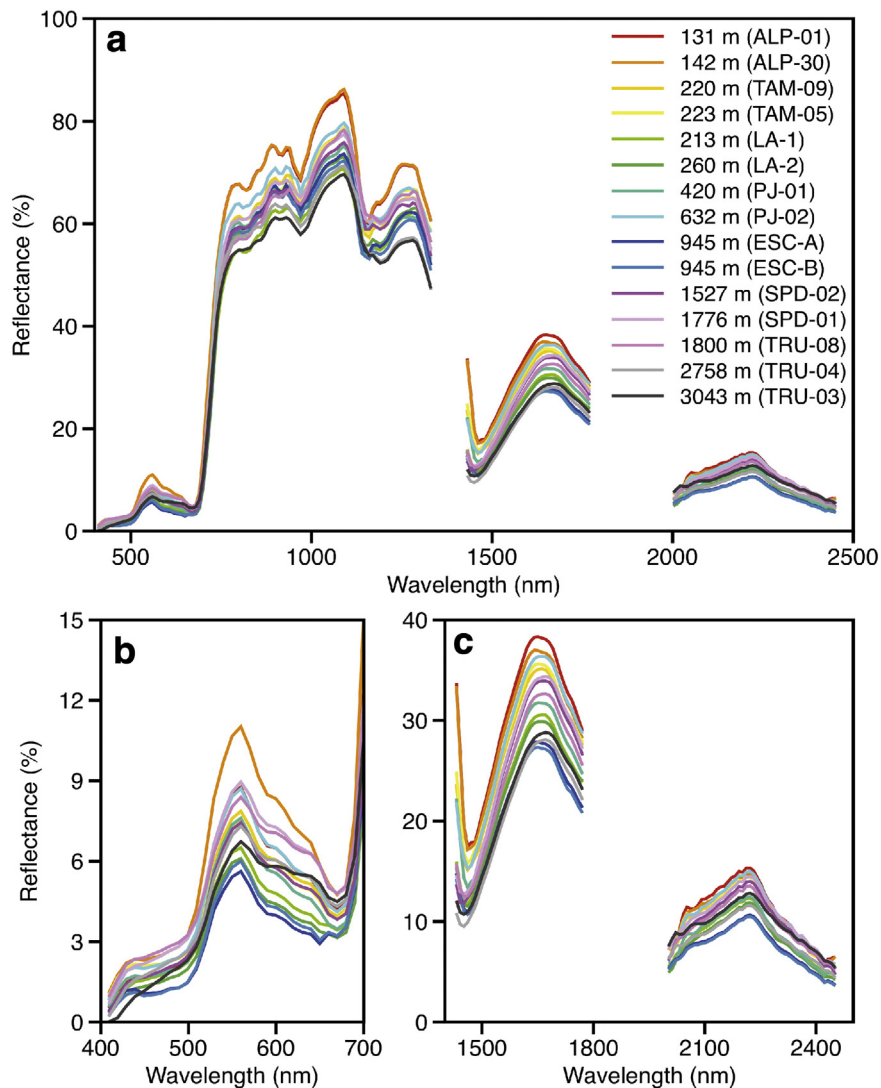 a
100
80
60
40
20
0
Reflectance (%)
500
1000
1500
2000
2500
Wavelength (nm)
131 m (ALP-01)
142 m (ALP-30)
220 m (TAM-09)
223 m (TAM-05)
213 m (LA-1)
260 m (LA-2)
420 m (PJ-01)
632 m (PJ-02)
945 m (ESC-A)
945 m (ESC-B)
1527 m (SPD-02)
1776 m (SPD-01)
1800 m (TRU-08)
2758 m (TRU-04)
3043 m (TRU-03)
b
15
12
9
6
3
0
Reflectance (%)
400
500
600
700
Wavelength (nm)
c
40
30
20
10
0
1500
1800
2100
2400
Wavelength (nm)